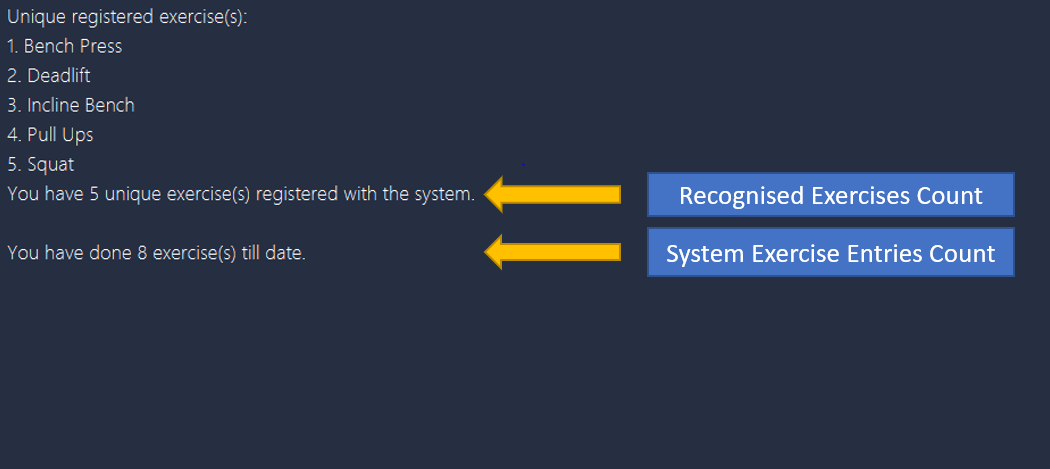 Unique registered exercise(s):
1. Bench Press
2. Deadlift
3. Incline Bench
4. Pull Ups
5. Squat
You have 5 unique exercise(s) registered with the system.
Recognised Exercises Count
You have done 8 exercise(s) till date.
System Exercise Entries Count